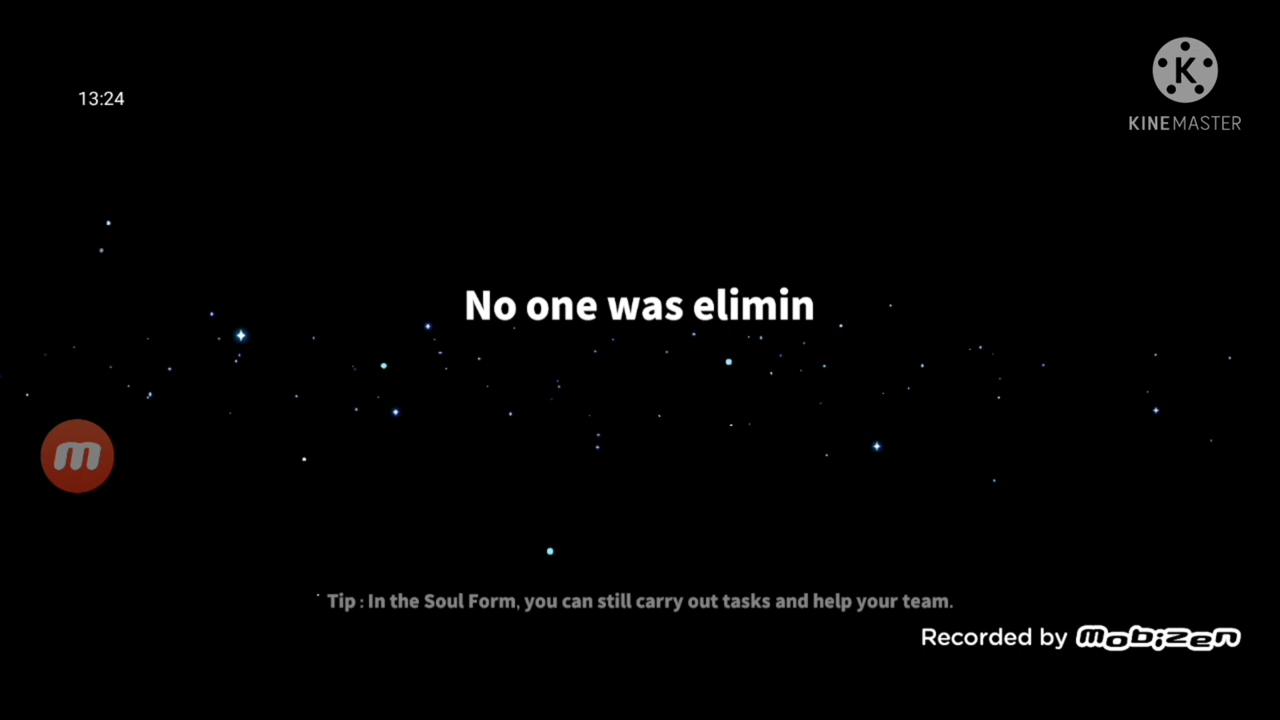 13:24
K
KINEMASTER
No one was elimin
m
Tip : In the Soul Form, you can still carry out tasks and help your team.
Recorded by mobizen